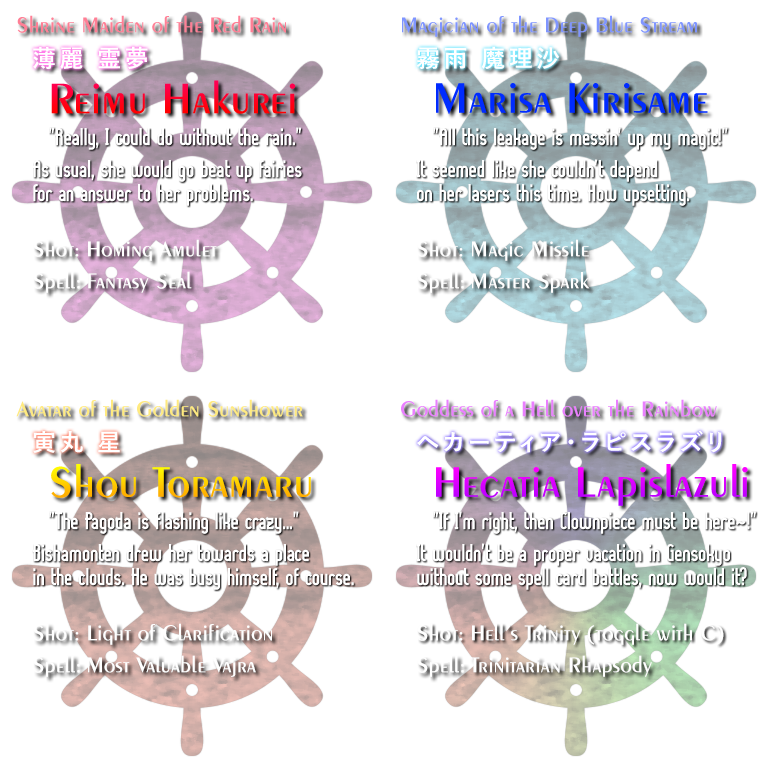 Shrine Maiden of the Red Rain
薄麗 霊夢
Reimu Hakurei
"Really, I could do without the rain."
As usual, she would go beat up fairies
for an answer to her problems.
Shot: Homing Amulet
Spell: Fantasy Seal
Magician of the Deep Blue Stream
霧雨 魔理沙
Marisa Kirisame
"All this leakage is messin' up my magic!"
It seemed like she couldn't depend
on her lasers this time. How upsetting.
Shot: Magic Missile
Spell: Master Spark
Avatar of the Golden Sunshower
寅丸 星
Shou Toramaru
"The Pagoda is flashing like crazy..."
Bishamonten drew her towards a place
in the clouds. He was busy himself, of course.
Shot: Light of Clarification
Spell: Most Valuable Vajra
Goddess of a Hell over the Rainbow
ヘカーティア・ラピスラズリ
Hecatia Lapislazuli
"If I'm right, then Clownpiece must be here~!"
It wouldn't be a proper vacation in Gensokyo
without some spell card battles, now would it?
Shot: Hell's Trinity (toggle with C)
Spell: Trinitarian Rhapsody